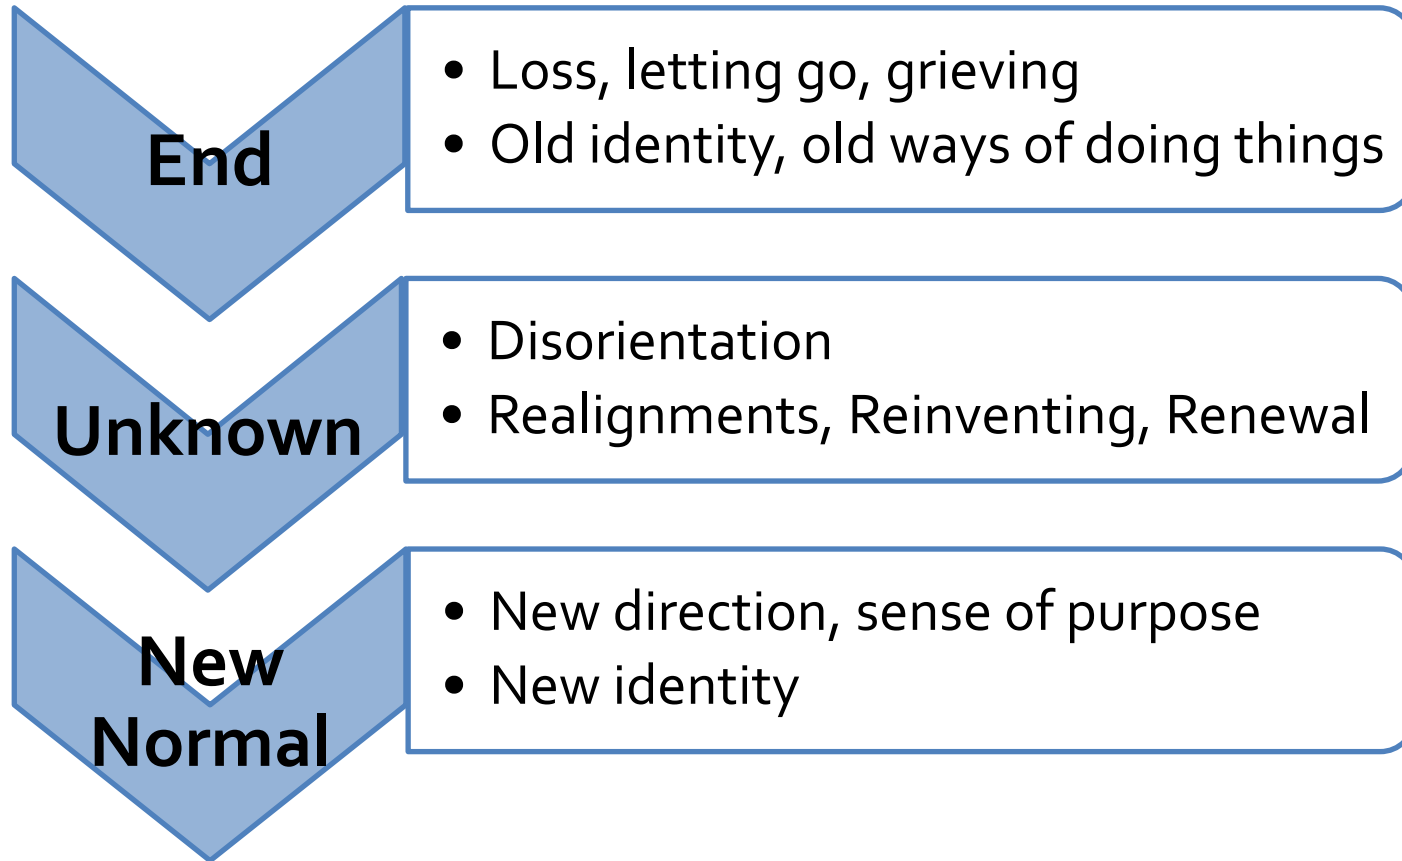 End
• Loss, letting go, grieving
• Old identity, old ways of doing things
Unknown
• Disorientation
• Realignments, Reinventing, Renewal
New
Normal
• New direction, sense of purpose
• New identity